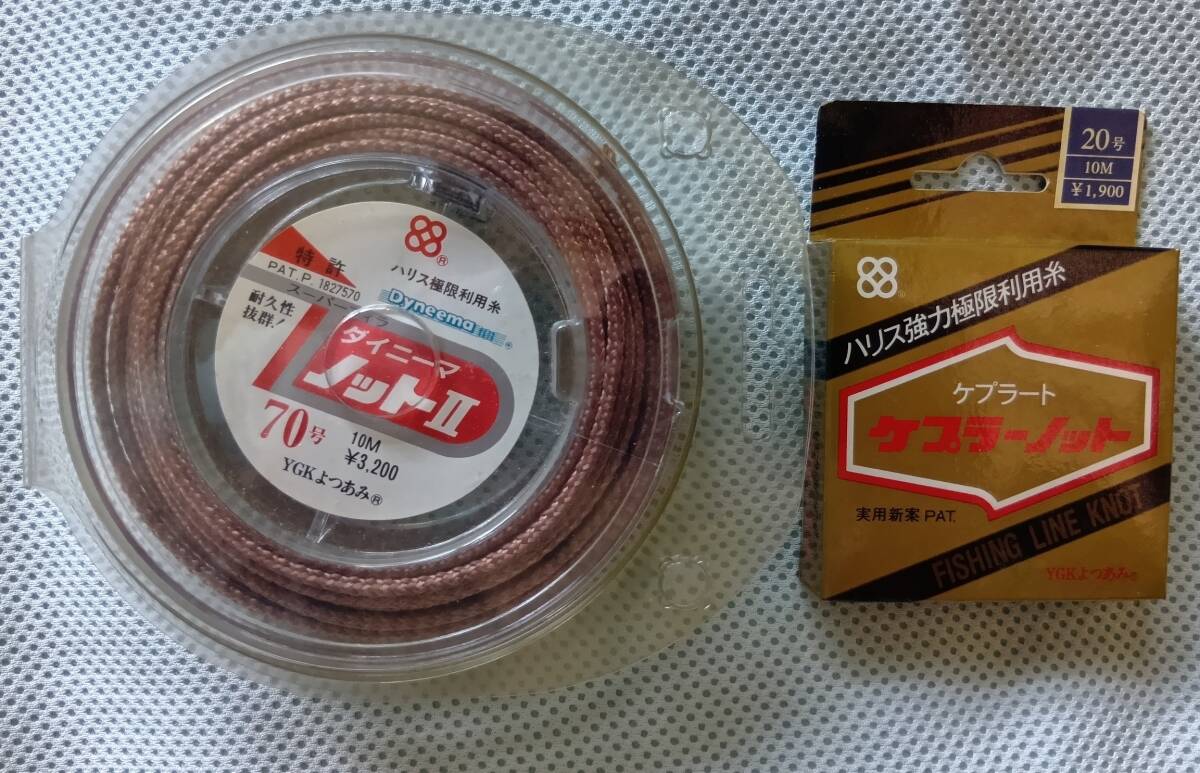 ®
特許
PAT.P. 1827570
ハリス極限利用糸
Dyneema
スーパー
耐久性
抜群!
ダイニーマ
ノットII
70号
10M
¥3,200
YGKよつあみ®
20号
10M
¥1,900
ハリス強力極限利用糸
ケプラート
ケプラーノット
実用新案 PAT.
FISHING LINE KNOT
YGKよつあみ®